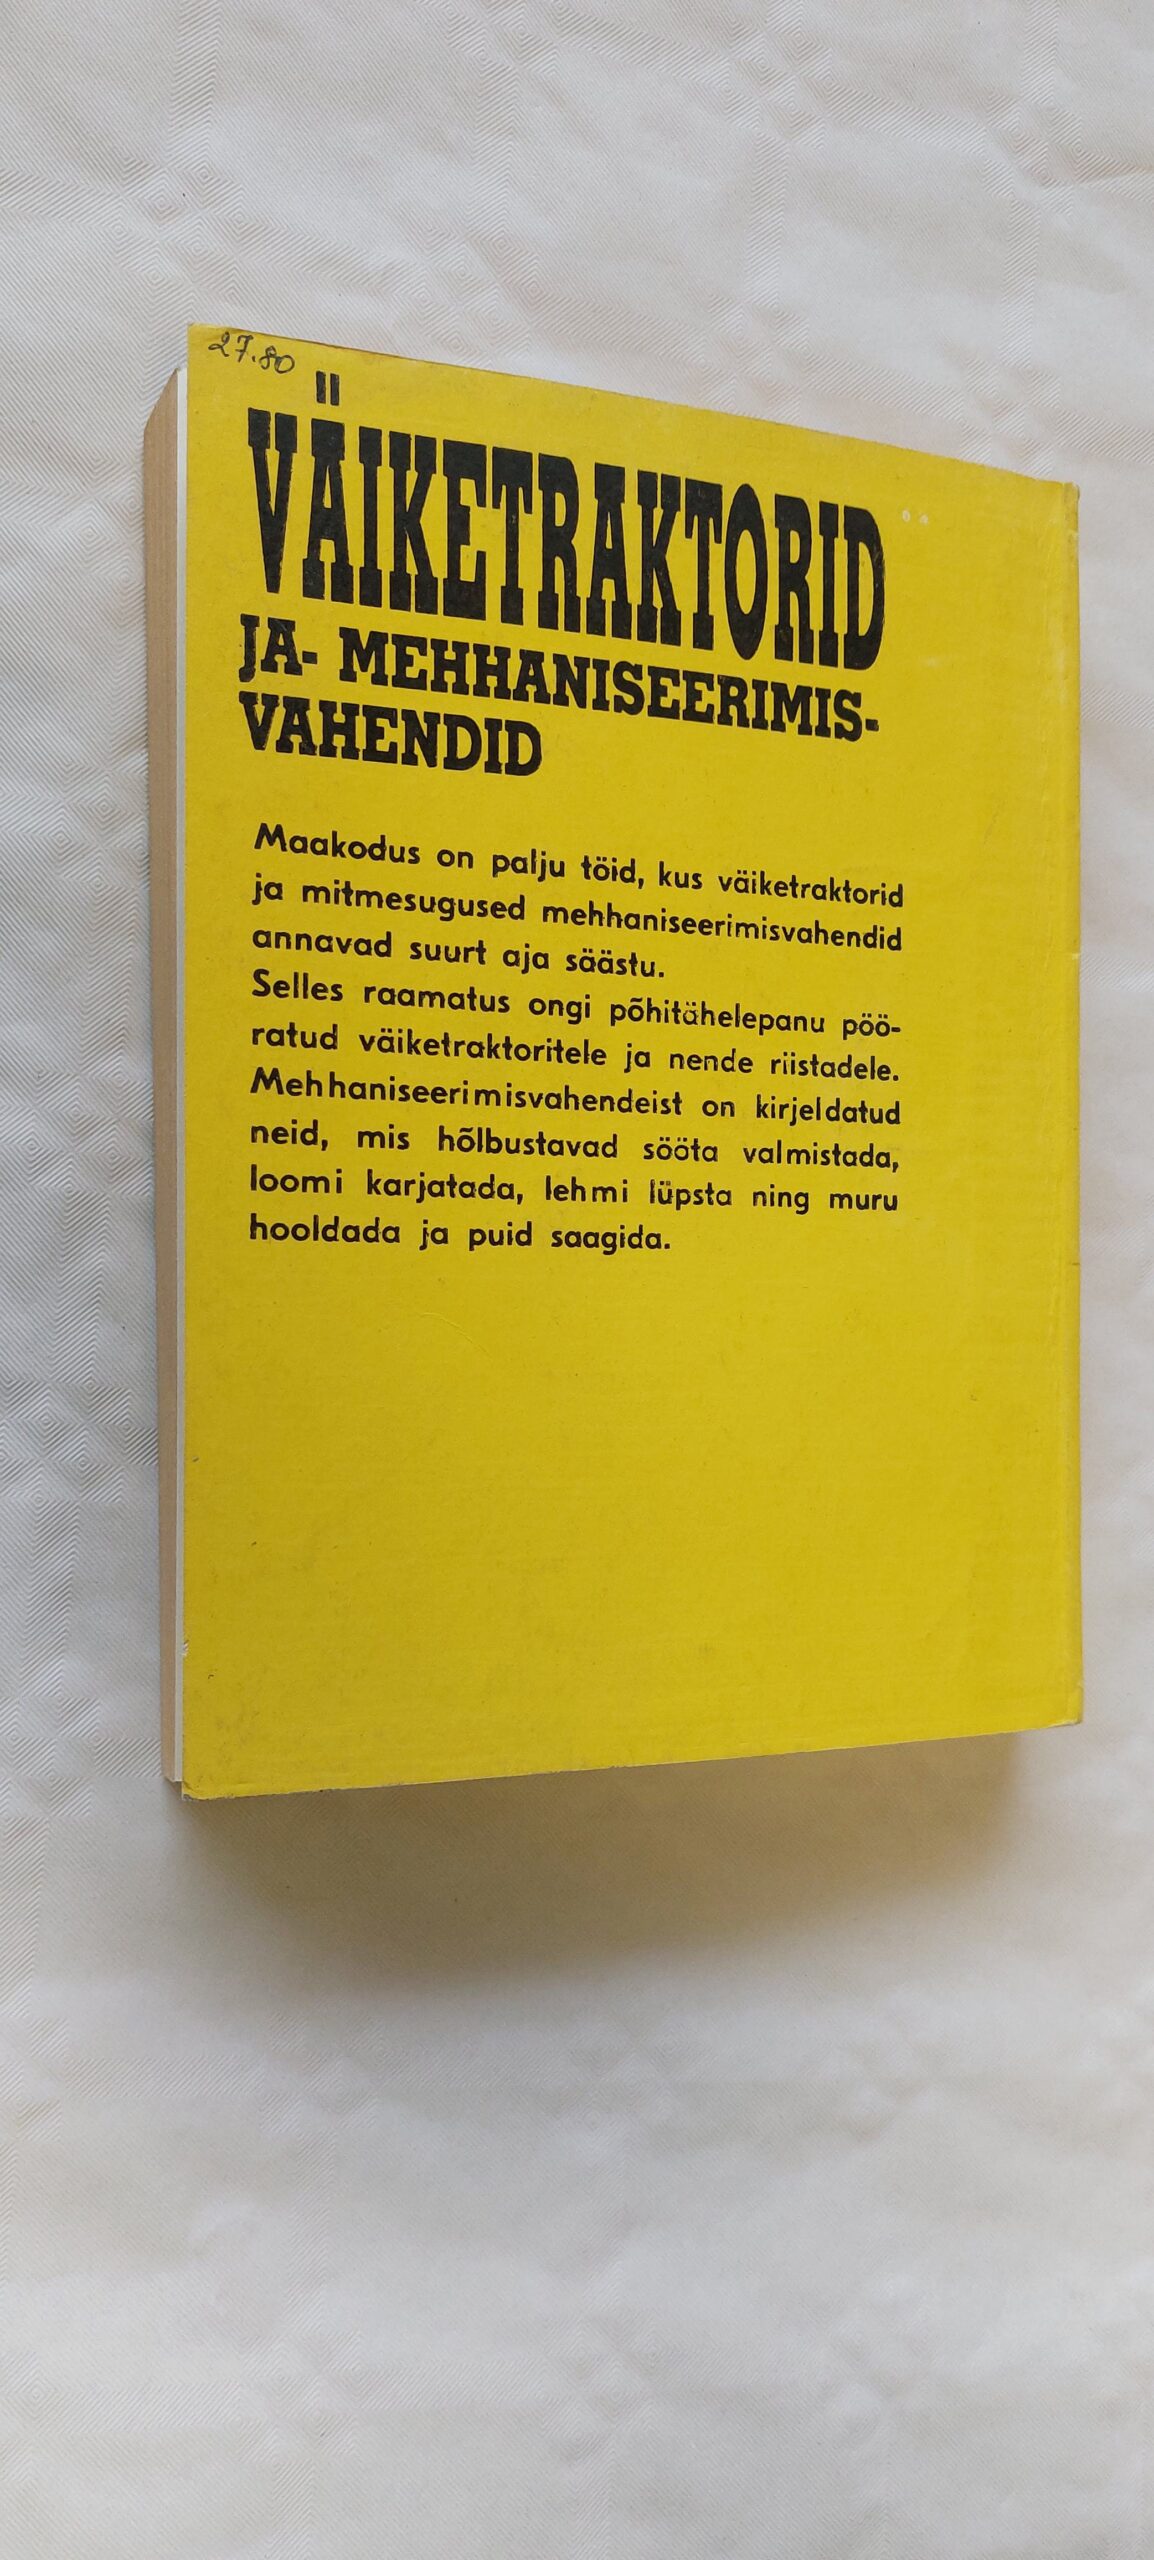 27.80
VÄIKETRAKTORID
JA- MEHHANISEERIMIS-
VAHENDID
Maakodus on palju töid, kus väiketraktorid
ja mitmesugused mehhaniseerimisvahendid
annavad suurt aja säästu.
Selles raamatus ongi põhitähelepanu pöö-
ratud väiketraktoritele ja nende riistadele.
Mehhaniseerimisvahendeist on kirjeldatud
neid, mis hõlbustavad sööta valmistada,
loomi karjatada, lehmi lüpsta ning muru
hooldada ja puid saagida.